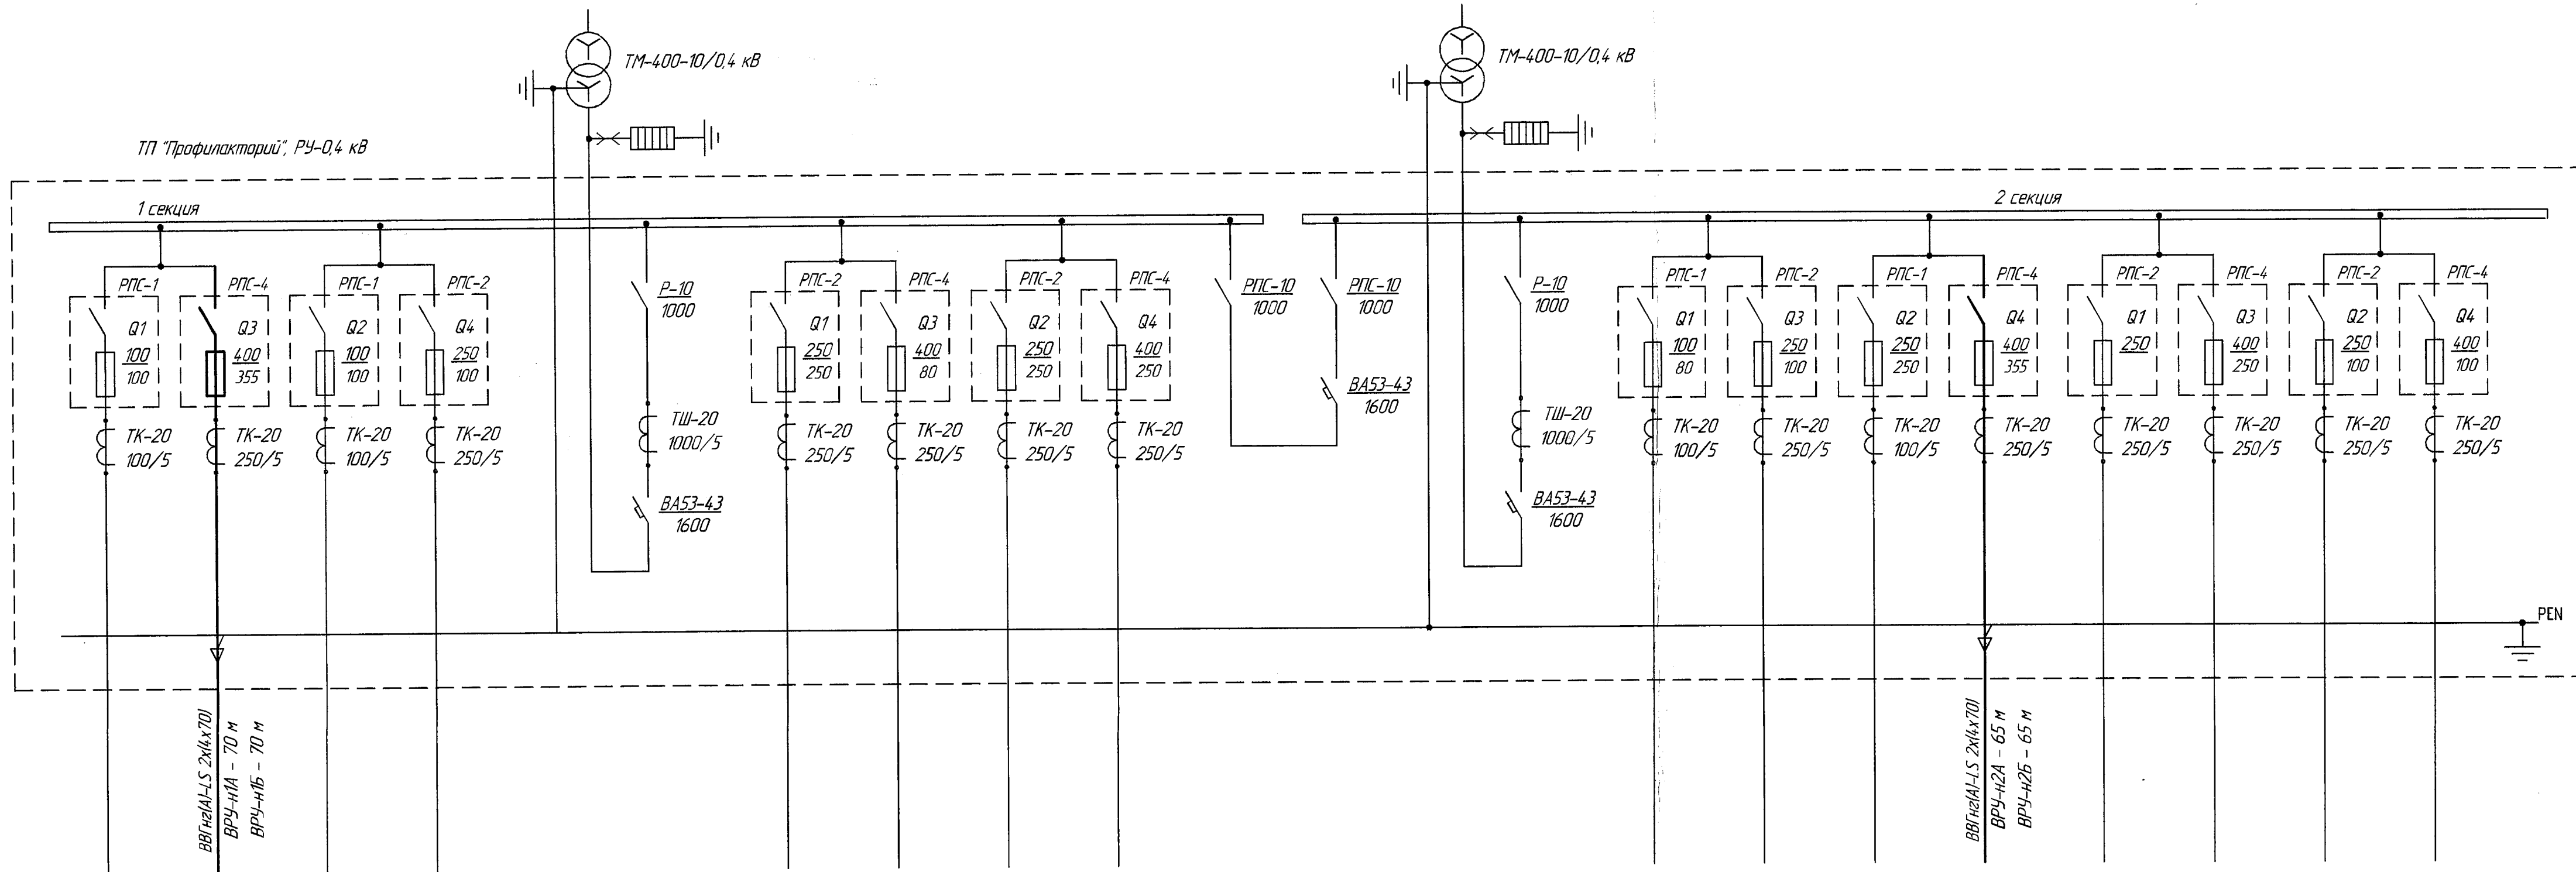 ТМ-400-10/0,4 кВ
ТМ-400-10/0,4 кВ
ТП "Профилакторий", РУ-0,4 кВ
1 секция
2 секция
РПС-1
Q1
100
100
ТК-20
100/5
РПС-4
Q3
400
355
ТК-20
250/5
РПС-1
Q2
100
100
ТК-20
100/5
РПС-2
Q4
250
100
ТК-20
250/5
Р-10
1000
ТШ-20
1000/5
ВА53-43
1600
РПС-2
Q1
250
250
ТК-20
250/5
РПС-4
Q3
400
80
ТК-20
250/5
РПС-2
Q2
250
250
ТК-20
250/5
РПС-4
Q4
400
250
ТК-20
250/5
РПС-10
1000
РПС-10
1000
ВА53-43
1600
Р-10
1000
ТШ-20
1000/5
ВА53-43
1600
РПС-1
Q1
100
80
ТК-20
100/5
РПС-2
Q3
250
100
ТК-20
250/5
РПС-1
Q2
250
250
ТК-20
100/5
РПС-4
Q4
400
355
ТК-20
250/5
РПС-2
Q1
250
ТК-20
250/5
РПС-4
Q3
400
250
ТК-20
250/5
РПС-2
Q2
250
100
ТК-20
250/5
РПС-4
Q4
400
100
ТК-20
250/5
PEN
ВВГнг(А)-LS 2х(4х70)
ВРУ-н1А - 70 м
ВРУ-н1Б - 70 м
ВВГнг(А)-LS 2х(4х70)
ВРУ-н2А - 65 м
ВРУ-н2Б - 65 м